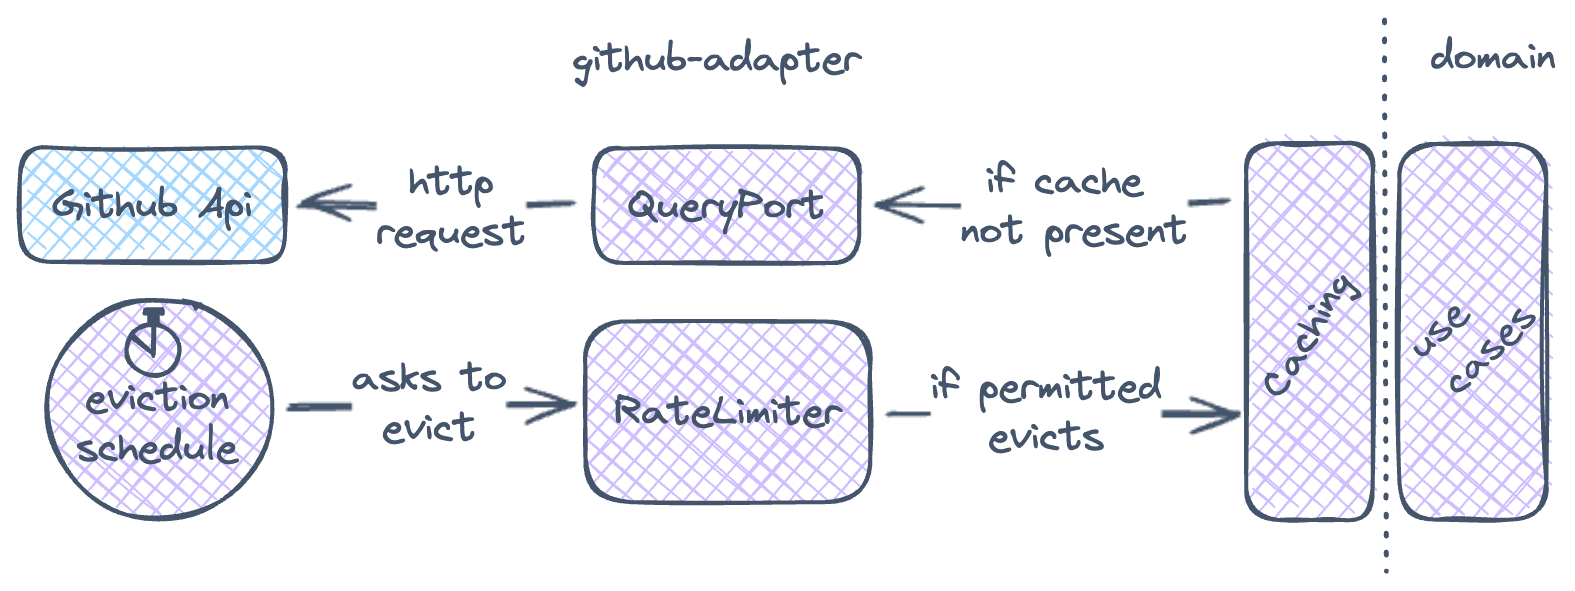 github-adapter
domain
Github Api
http
request
QueryPort
if cache
not present
Caching
use
cases
eviction
schedule
asks to
evict
RateLimiter
if permitted
evicts